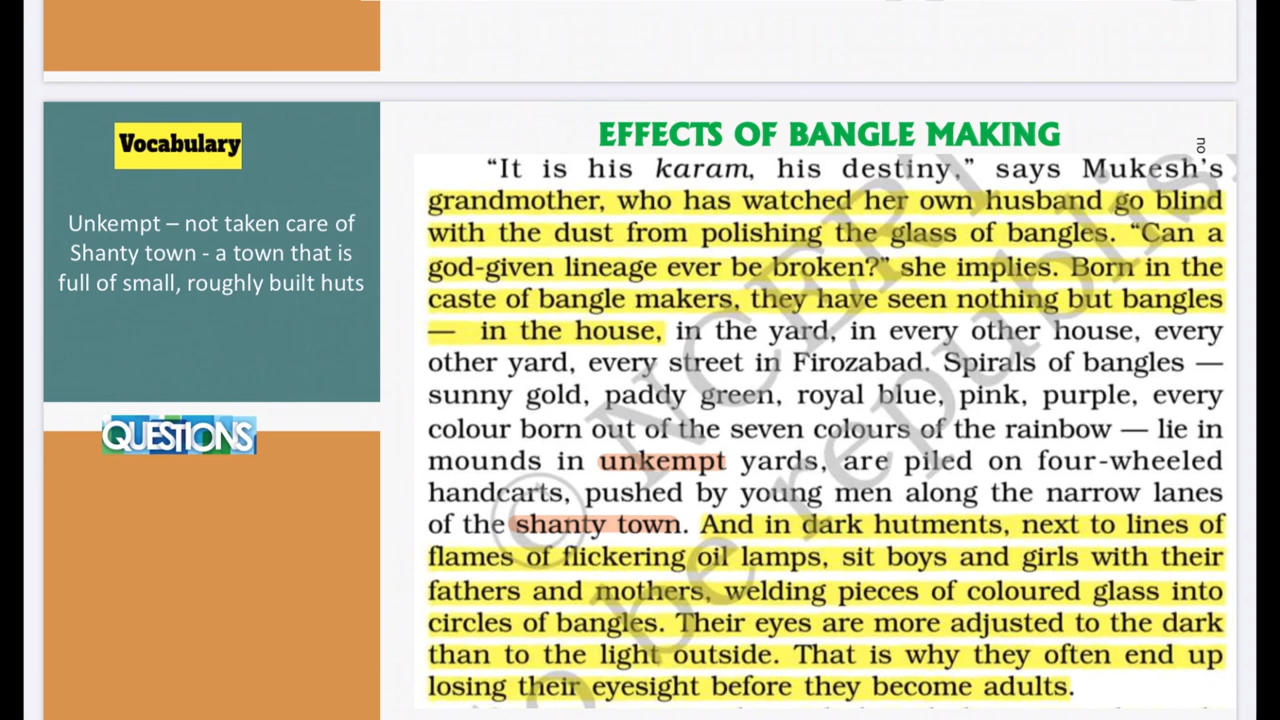 Vocabulary
Unkempt – not taken care of
Shanty town - a town that is
full of small, roughly built huts
QUESTIONS
EFFECTS OF BANGLE MAKING
no
“It is his karam, his destiny,” says Mukesh’s
grandmother, who has watched her own husband go blind
with the dust from polishing the glass of bangles. “Can a
god-given lineage ever be broken?” she implies. Born in the
caste of bangle makers, they have seen nothing but bangles
— in the house, in the yard, in every other house, every
other yard, every street in Firozabad. Spirals of bangles —
sunny gold, paddy green, royal blue, pink, purple, every
colour born out of the seven colours of the rainbow — lie in
mounds in unkempt yards, are piled on four-wheeled
handcarts, pushed by young men along the narrow lanes
of the shanty town. And in dark hutments, next to lines of
flames of flickering oil lamps, sit boys and girls with their
fathers and mothers, welding pieces of coloured glass into
circles of bangles. Their eyes are more adjusted to the dark
than to the light outside. That is why they often end up
losing their eyesight before they become adults.
© NCERT
o be republis